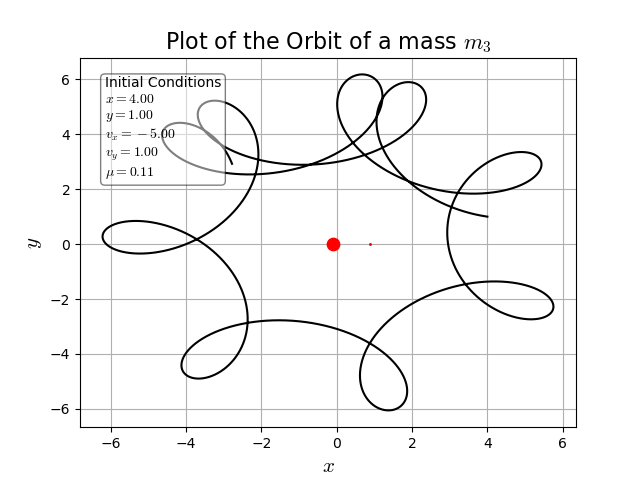 Plot of the Orbit of a mass m₃
Initial Conditions
x = 4.00
y = 1.00
vₓ = −5.00
v_y = 1.00
μ = 0.11
6
4
2
0
−2
−4
−6
y
−6 −4 −2 0 2 4 6
x